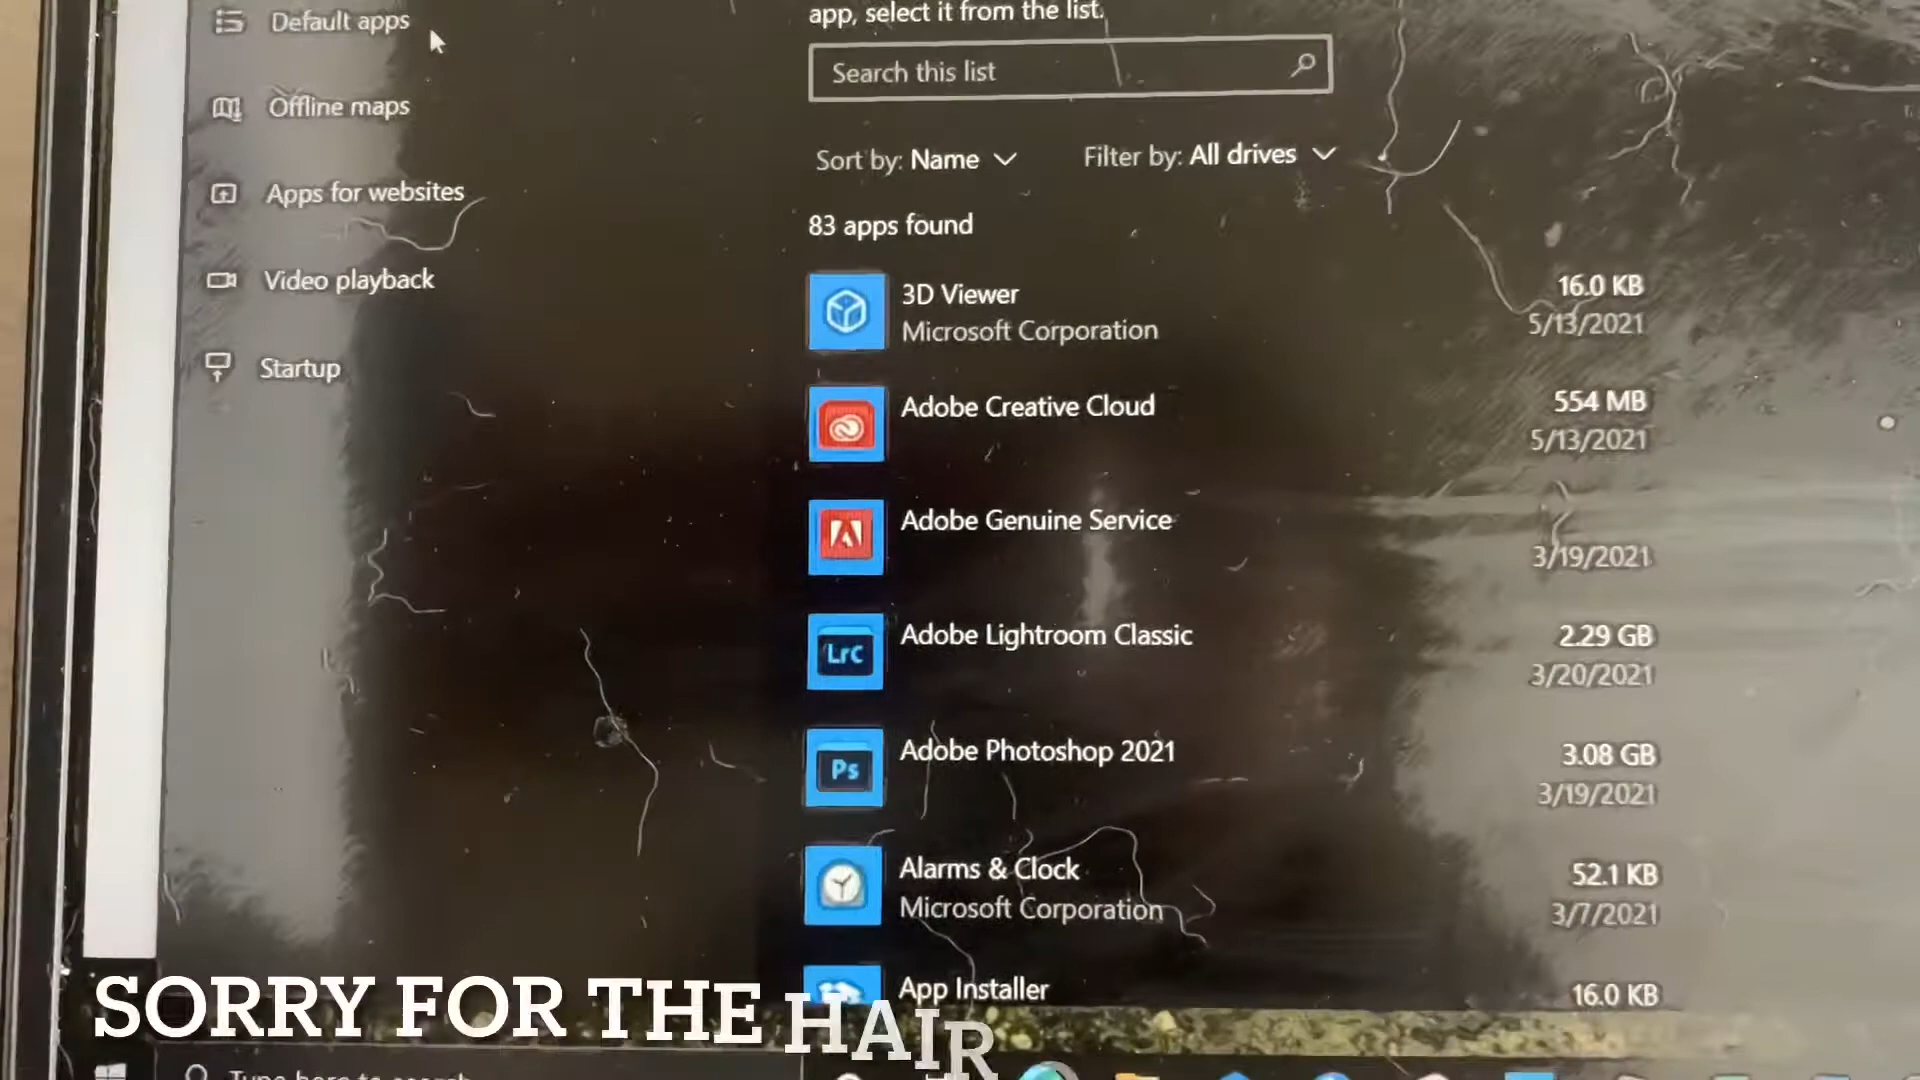 Default apps
Offline maps
Apps for websites
Video playback
Startup
app, select it from the list.
Search this list
Sort by: Name
Filter by: All drives
83 apps found
3D Viewer
Microsoft Corporation
16.0 KB
5/13/2021
Adobe Creative Cloud
554 MB
5/13/2021
Adobe Genuine Service
3/19/2021
LrC
Adobe Lightroom Classic
2.29 GB
3/20/2021
Ps
Adobe Photoshop 2021
3.08 GB
3/19/2021
Alarms & Clock
Microsoft Corporation
52.1 KB
3/7/2021
App Installer
16.0 KB
SORRY FOR THE HAIR
Type here to search